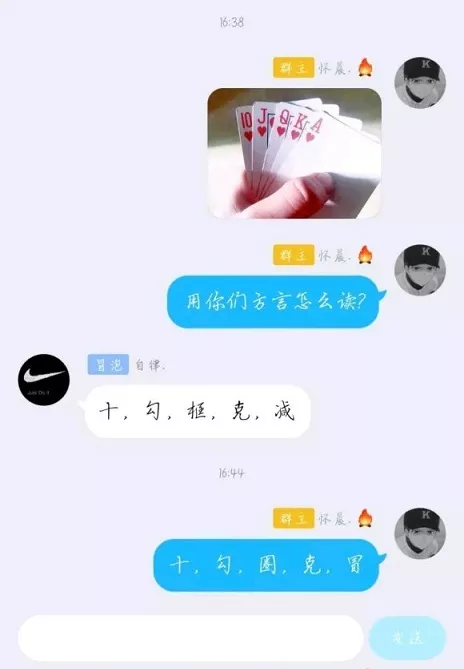 16:38
群主 怀晨.
10 J Q K A
群主 怀晨.
用你们方言怎么读?
冒泡 自律.
十，勾，框，克，减
16:44
群主 怀晨.
十，勾，圈，克，冒
发送